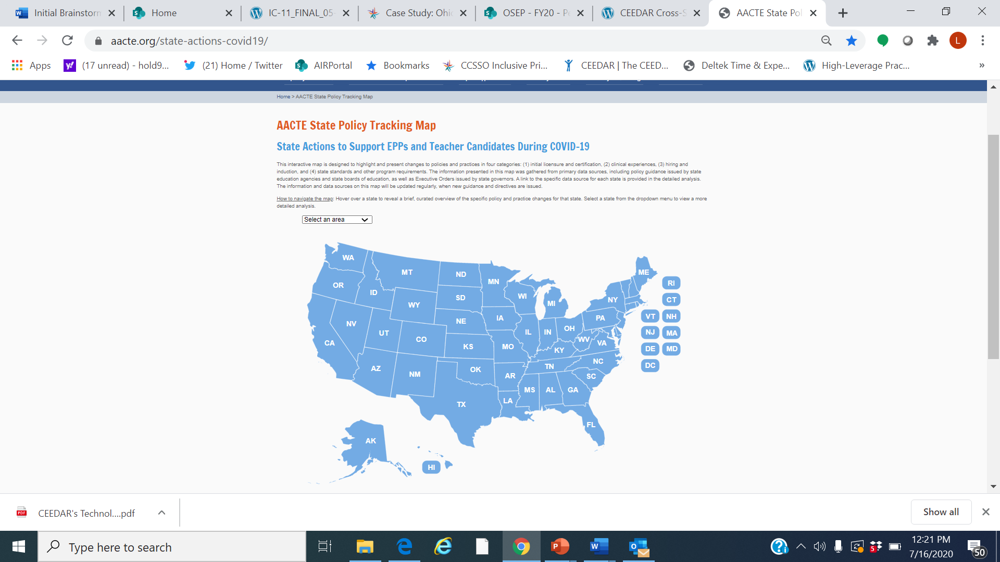 Initial Brainstorm
Home
IC-11_FINAL_05-
Case Study: Ohi
OSEP - FY20 - Pe
CEEDAR Cross-S
AACTE State Pol
aacte.org/state-actions-covid19/
L
Apps
(17 unread) - hold9...
(21) Home / Twitter
AIRPortal
Bookmarks
CCSSO Inclusive Pri...
CEEDAR | The CEED...
Deltek Time & Expe...
High-Leverage Prac...
»
Home > AACTE State Policy Tracking Map
AACTE State Policy Tracking Map
State Actions to Support EPPs and Teacher Candidates During COVID-19
This interactive map is designed to highlight and present changes to policies and practices in four categories: (1) initial licensure and certification, (2) clinical experiences, (3) hiring and
induction, and (4) state standards and other program requirements. The information presented in this map was gathered from primary data sources, including policy guidance issued by state
education agencies and state boards of education, as well as Executive Orders issued by state governors. A link to the specific data source for each state is provided in the detailed analysis.
The information and data sources on this map will be updated regularly, when new guidance and directives are issued.
How to navigate the map: Hover over a state to reveal a brief, curated overview of the specific policy and practice changes for that state. Select a state from the dropdown menu to view a more
detailed analysis.
Select an area
WA
MT
ND
MN
ME
OR
ID
SD
WI
MI
NY
RI
WY
CT
NV
NE
IA
PA
VT
NH
UT
CO
KS
MO
IL
IN
OH
WV
VA
NJ
MA
CA
KY
DE
MD
AZ
NM
OK
AR
TN
NC
SC
DC
TX
LA
MS
AL
GA
FL
AK
HI
CEEDAR's Technol....pdf
Show all
Type here to search
12:21 PM
7/16/2020
5
50